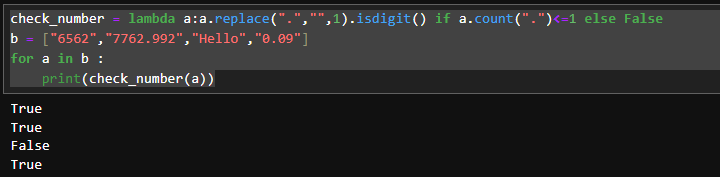 check_number = lambda a:a.replace(".","",1).isdigit() if a.count(".")<=1 else False
b = ["6562","7762.992","Hello","0.09"]
for a in b :
    print(check_number(a))
True
True
False
True